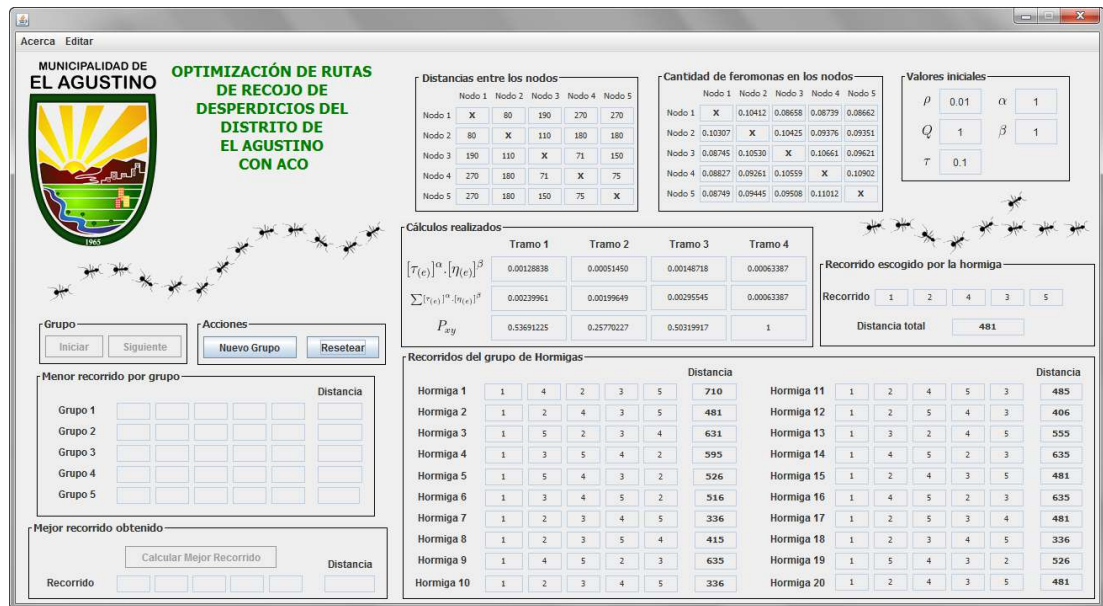 Acerca Editar
MUNICIPALIDAD DE
EL AGUSTINO
1965
OPTIMIZACIÓN DE RUTAS
DE RECOJO DE
DESPERDICIOS DEL
DISTRITO DE
EL AGUSTINO
CON ACO
Distancias entre los nodos
Nodo 1 Nodo 2 Nodo 3 Nodo 4 Nodo 5
Nodo 1 X 80 190 270 270
Nodo 2 80 X 110 180 180
Nodo 3 190 110 X 71 150
Nodo 4 270 180 71 X 75
Nodo 5 270 180 150 75 X
Cantidad de feromonas en los nodos
Nodo 1 Nodo 2 Nodo 3 Nodo 4 Nodo 5
Nodo 1 X 0.10412 0.08658 0.08739 0.08662
Nodo 2 0.10307 X 0.10425 0.09376 0.09351
Nodo 3 0.08745 0.10530 X 0.10661 0.09621
Nodo 4 0.08827 0.09261 0.10559 X 0.10902
Nodo 5 0.08749 0.09445 0.09508 0.11012 X
Valores iniciales
ρ 0.01 α 1
Q 1 β 1
τ 0.1
Cálculos realizados
Tramo 1 Tramo 2 Tramo 3 Tramo 4
[τ(e)]^α.[η(e)]^β 0.00128838 0.00051450 0.00148718 0.00063387
∑[τ(e)]^α.[η(e)]^β 0.00239961 0.00199649 0.00295545 0.00063387
Pxy 0.53691225 0.25770227 0.50319917 1
Recorrido escogido por la hormiga
Recorrido 1 2 4 3 5
Distancia total 481
Grupo
Iniciar Siguiente
Acciones
Nuevo Grupo Resetear
Menor recorrido por grupo
Distancia
Grupo 1
Grupo 2
Grupo 3
Grupo 4
Grupo 5
Mejor recorrido obtenido
Calcular Mejor Recorrido
Distancia
Recorrido
Recorridos del grupo de Hormigas
Distancia
Hormiga 1 1 4 2 3 5 710
Hormiga 2 1 2 4 3 5 481
Hormiga 3 1 5 2 3 4 631
Hormiga 4 1 3 5 4 2 595
Hormiga 5 1 5 4 3 2 526
Hormiga 6 1 3 4 5 2 516
Hormiga 7 1 2 3 4 5 336
Hormiga 8 1 2 3 5 4 415
Hormiga 9 1 4 5 2 3 635
Hormiga 10 1 2 3 4 5 336
Distancia
Hormiga 11 1 2 4 5 3 485
Hormiga 12 1 2 5 4 3 406
Hormiga 13 1 3 2 4 5 555
Hormiga 14 1 4 5 2 3 635
Hormiga 15 1 2 4 3 5 481
Hormiga 16 1 4 5 2 3 635
Hormiga 17 1 2 5 3 4 481
Hormiga 18 1 2 3 4 5 336
Hormiga 19 1 5 4 3 2 526
Hormiga 20 1 2 4 3 5 481